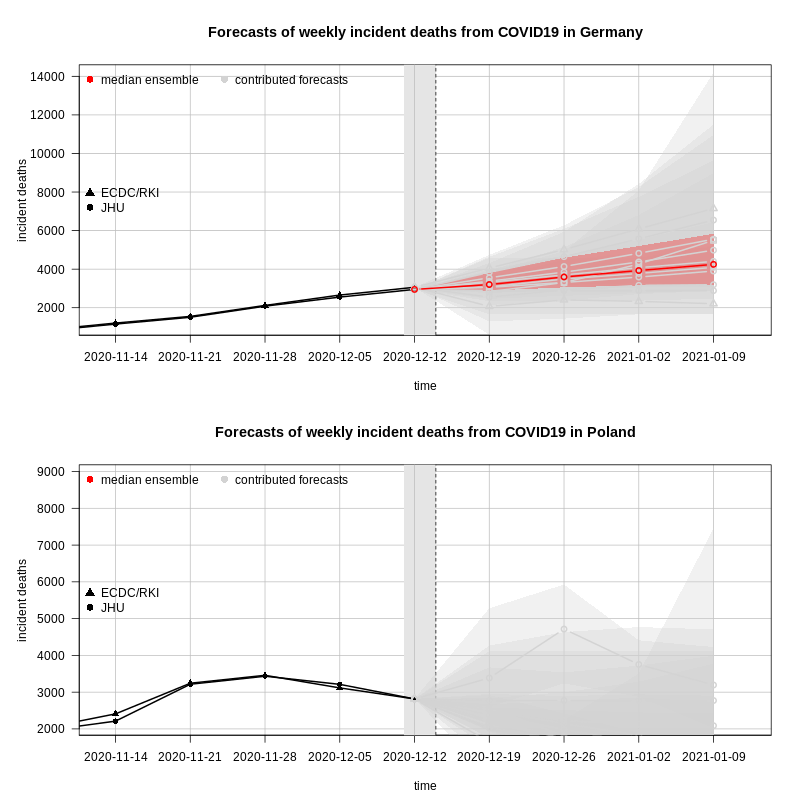 Forecasts of weekly incident deaths from COVID19 in Germany
median ensemble
contributed forecasts
ECDC/RKI
JHU
incident deaths
14000
12000
10000
8000
6000
4000
2000
2020-11-14 2020-11-21 2020-11-28 2020-12-05 2020-12-12 2020-12-19 2020-12-26 2021-01-02 2021-01-09
time
Forecasts of weekly incident deaths from COVID19 in Poland
median ensemble
contributed forecasts
ECDC/RKI
JHU
incident deaths
9000
8000
7000
6000
5000
4000
3000
2000
2020-11-14 2020-11-21 2020-11-28 2020-12-05 2020-12-12 2020-12-19 2020-12-26 2021-01-02 2021-01-09
time